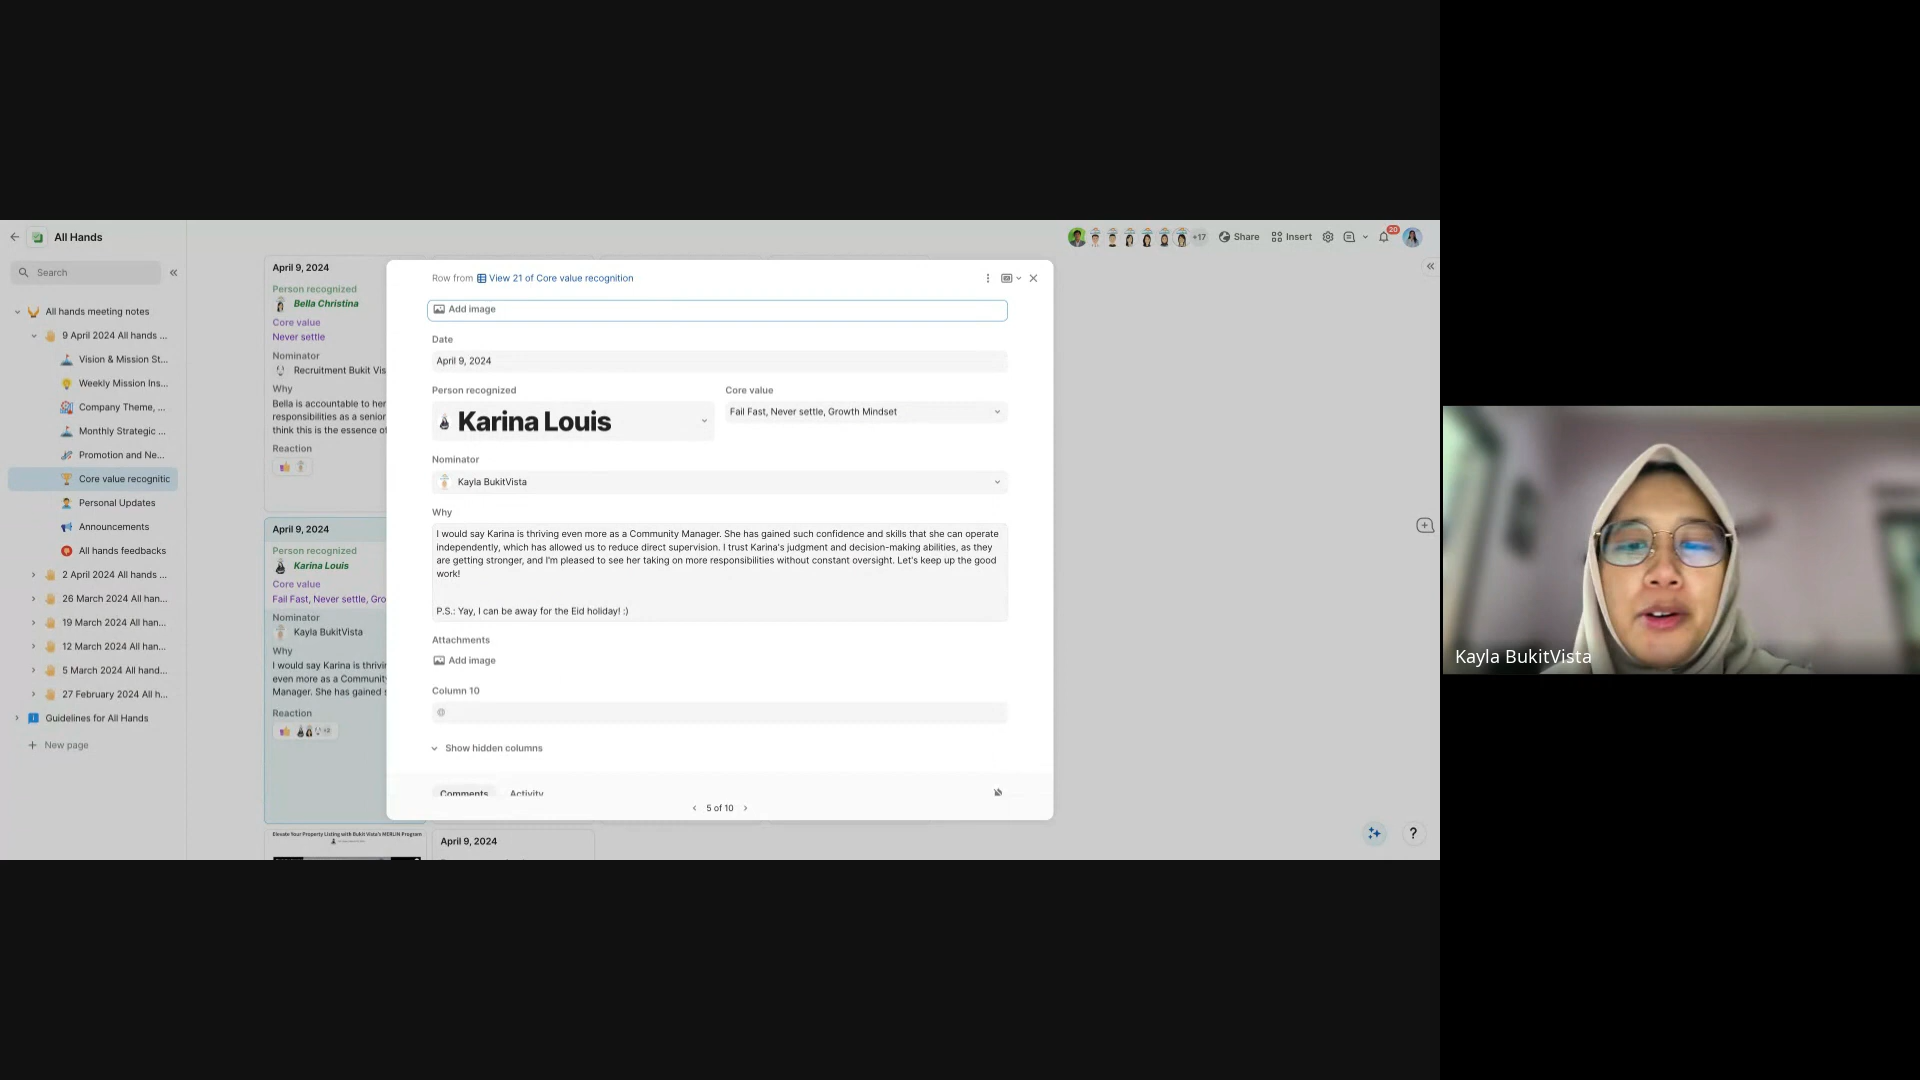 All Hands
Search
All hands meeting notes
9 April 2024 All hands ...
Vision & Mission St...
Weekly Mission Ins...
Company Theme, ...
Monthly Strategic ...
Promotion and Ne...
Core value recognitic
Personal Updates
Announcements
All hands feedbacks
2 April 2024 All hands ...
26 March 2024 All han...
19 March 2024 All han...
12 March 2024 All han...
5 March 2024 All hand...
27 February 2024 All h...
Guidelines for All Hands
New page
+17
Share
Insert
20
April 9, 2024
Person recognized
Bella Christina
Core value
Never settle
Nominator
Recruitment Bukit Vis
Why
Bella is accountable to her
responsibilities as a senior
think this is the essence of
Reaction
April 9, 2024
Person recognized
Karina Louis
Core value
Fail Fast, Never settle, Gro
Nominator
Kayla BukitVista
Why
I would say Karina is thrivin
even more as a Community
Manager. She has gained s
Reaction
Elevate Your Property Listing with Bukit Vista's MERLIN Program
April 9, 2024
Row from View 21 of Core value recognition
Add image
Date
April 9, 2024
Person recognized
Karina Louis
Core value
Fail Fast, Never settle, Growth Mindset
Nominator
Kayla BukitVista
Why
I would say Karina is thriving even more as a Community Manager. She has gained such confidence and skills that she can operate
independently, which has allowed us to reduce direct supervision. I trust Karina's judgment and decision-making abilities, as they
are getting stronger, and I'm pleased to see her taking on more responsibilities without constant oversight. Let's keep up the good
work!
P.S.: Yay, I can be away for the Eid holiday! :)
Attachments
Add image
Column 10
Show hidden columns
Comments
Activity
5 of 10
?
Kayla BukitVista